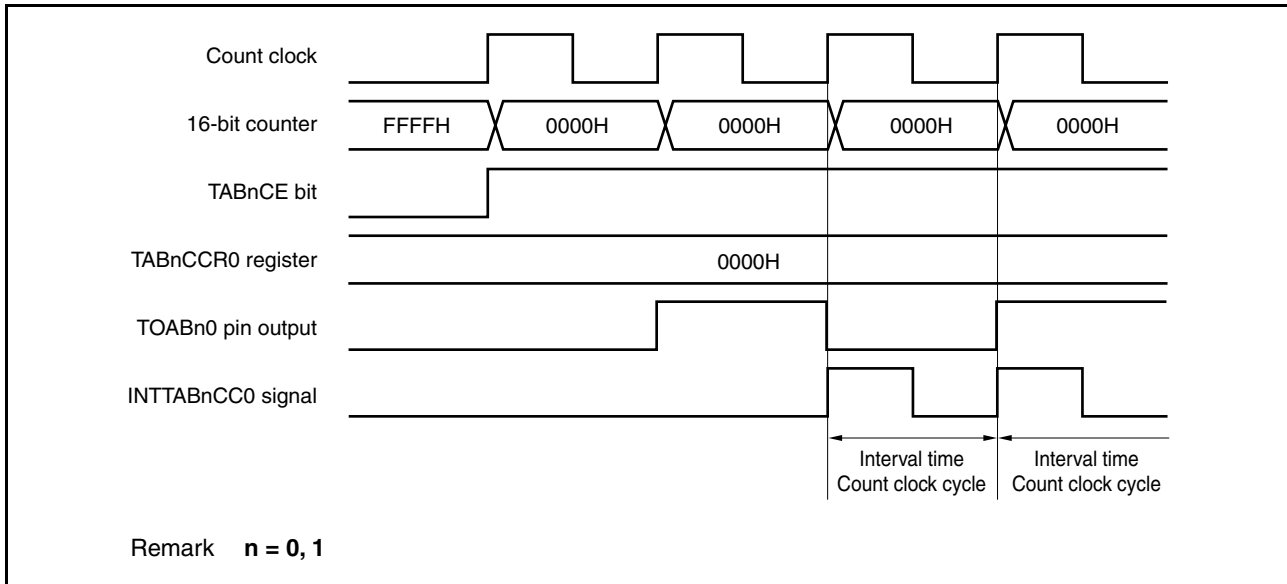 Count clock
16-bit counter FFFFH 0000H 0000H 0000H 0000H
TABnCE bit
TABnCCR0 register 0000H
TOABn0 pin output
INTTABnCC0 signal
Interval time Interval time
Count clock cycle Count clock cycle
Remark n = 0, 1